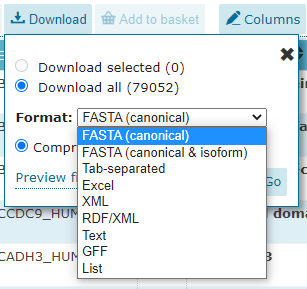 Download Add to basket Columns
Download selected (0)
Download all (79052)
Format: FASTA (canonical)
FASTA (canonical)
FASTA (canonical & isoform)
Tab-separated
Excel
XML
RDF/XML
Text
GFF
List
Compr
Preview fi
Go
CCDC9_HUM
doma
CADH3_HUM
3